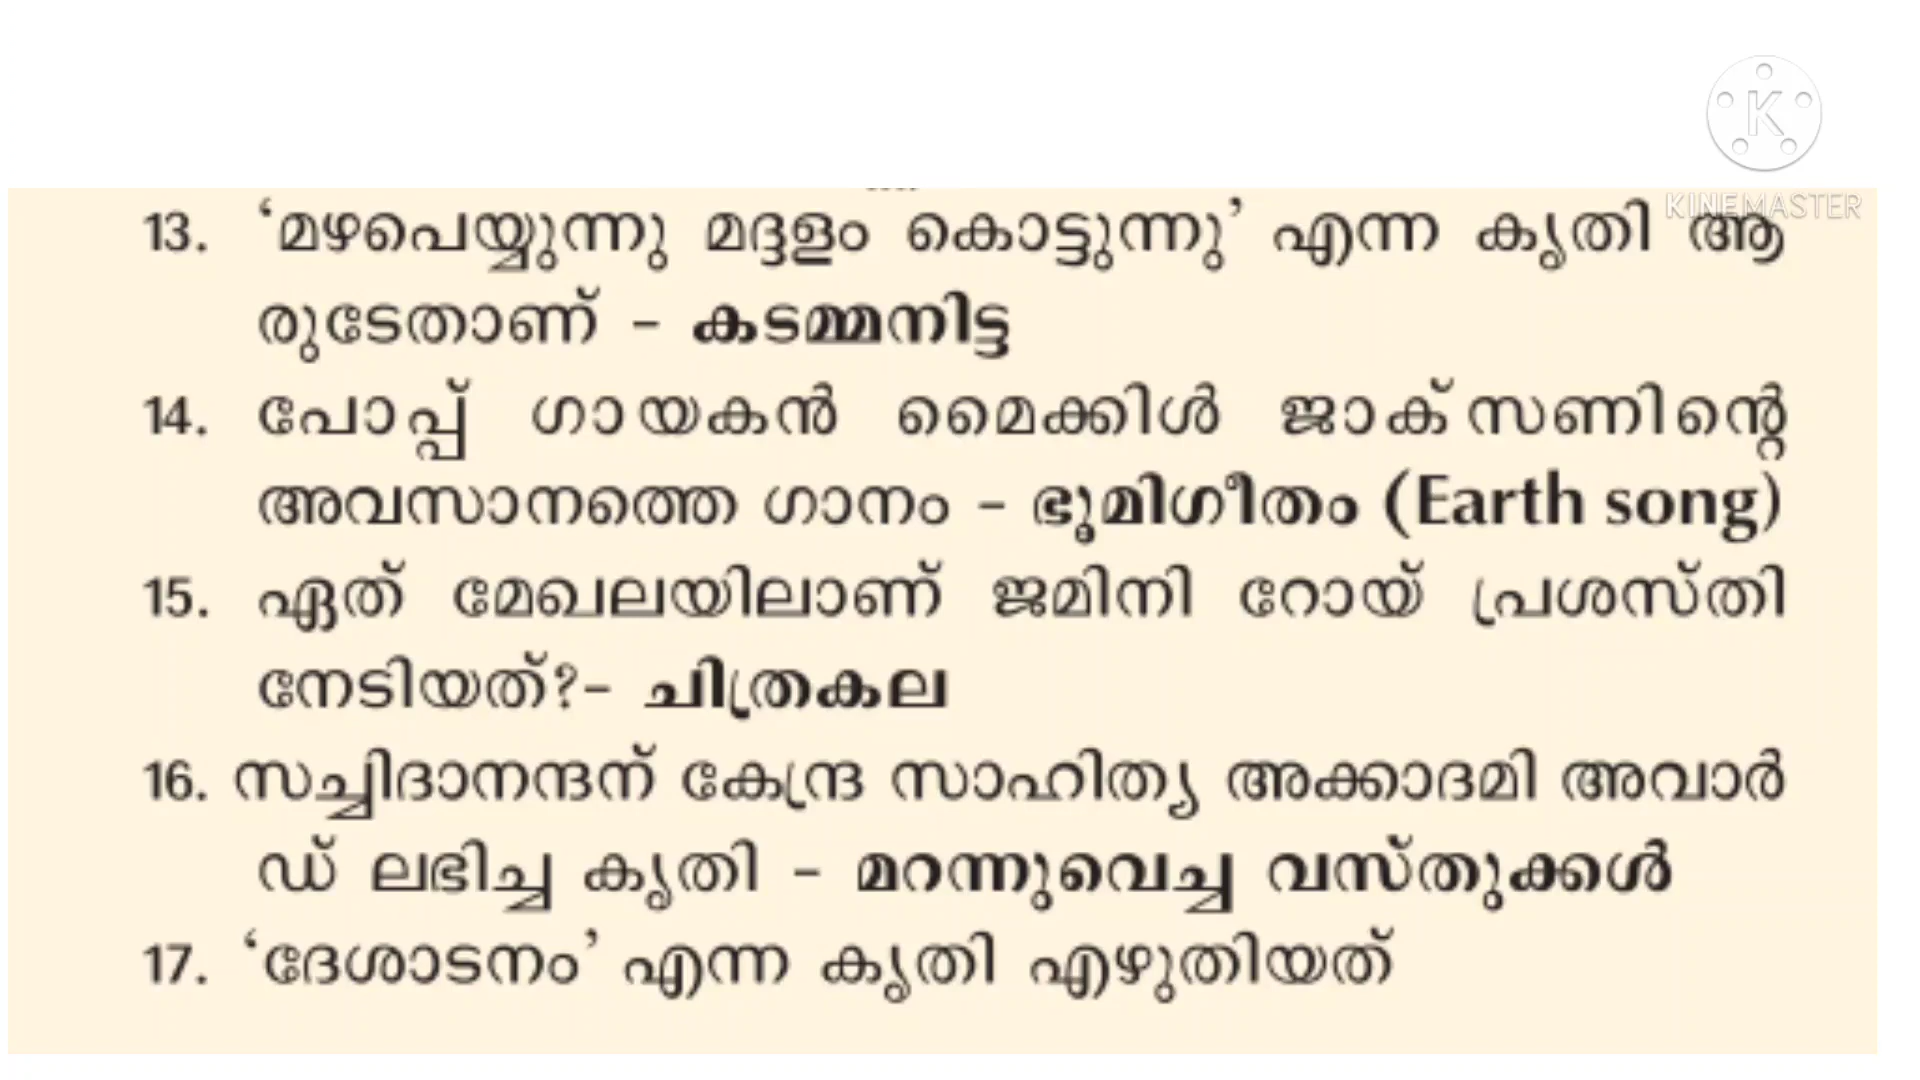 K
KINEMASTER
13. ‘മഴപെയ്യുന്നു മദ്ദളം കൊട്ടുന്നു’ എന്ന കൃതി ആ
രുടേതാണ് – കടമ്മനിട്ട
14. പോപ്പ് ഗായകൻ മൈക്കിൾ ജാക്സണിന്റെ
അവസാനത്തെ ഗാനം – ഭൂമിഗീതം (Earth song)
15. ഏത് മേഖലയിലാണ് ജമിനി റോയ് പ്രശസ്തി
നേടിയത്?– ചിത്രകല
16. സച്ചിദാനന്ദന് കേന്ദ്ര സാഹിത്യ അക്കാദമി അവാർ
ഡ് ലഭിച്ച കൃതി – മറന്നുവെച്ച വസ്തുക്കൾ
17. ‘ദേശാടനം’ എന്ന കൃതി എഴുതിയത്